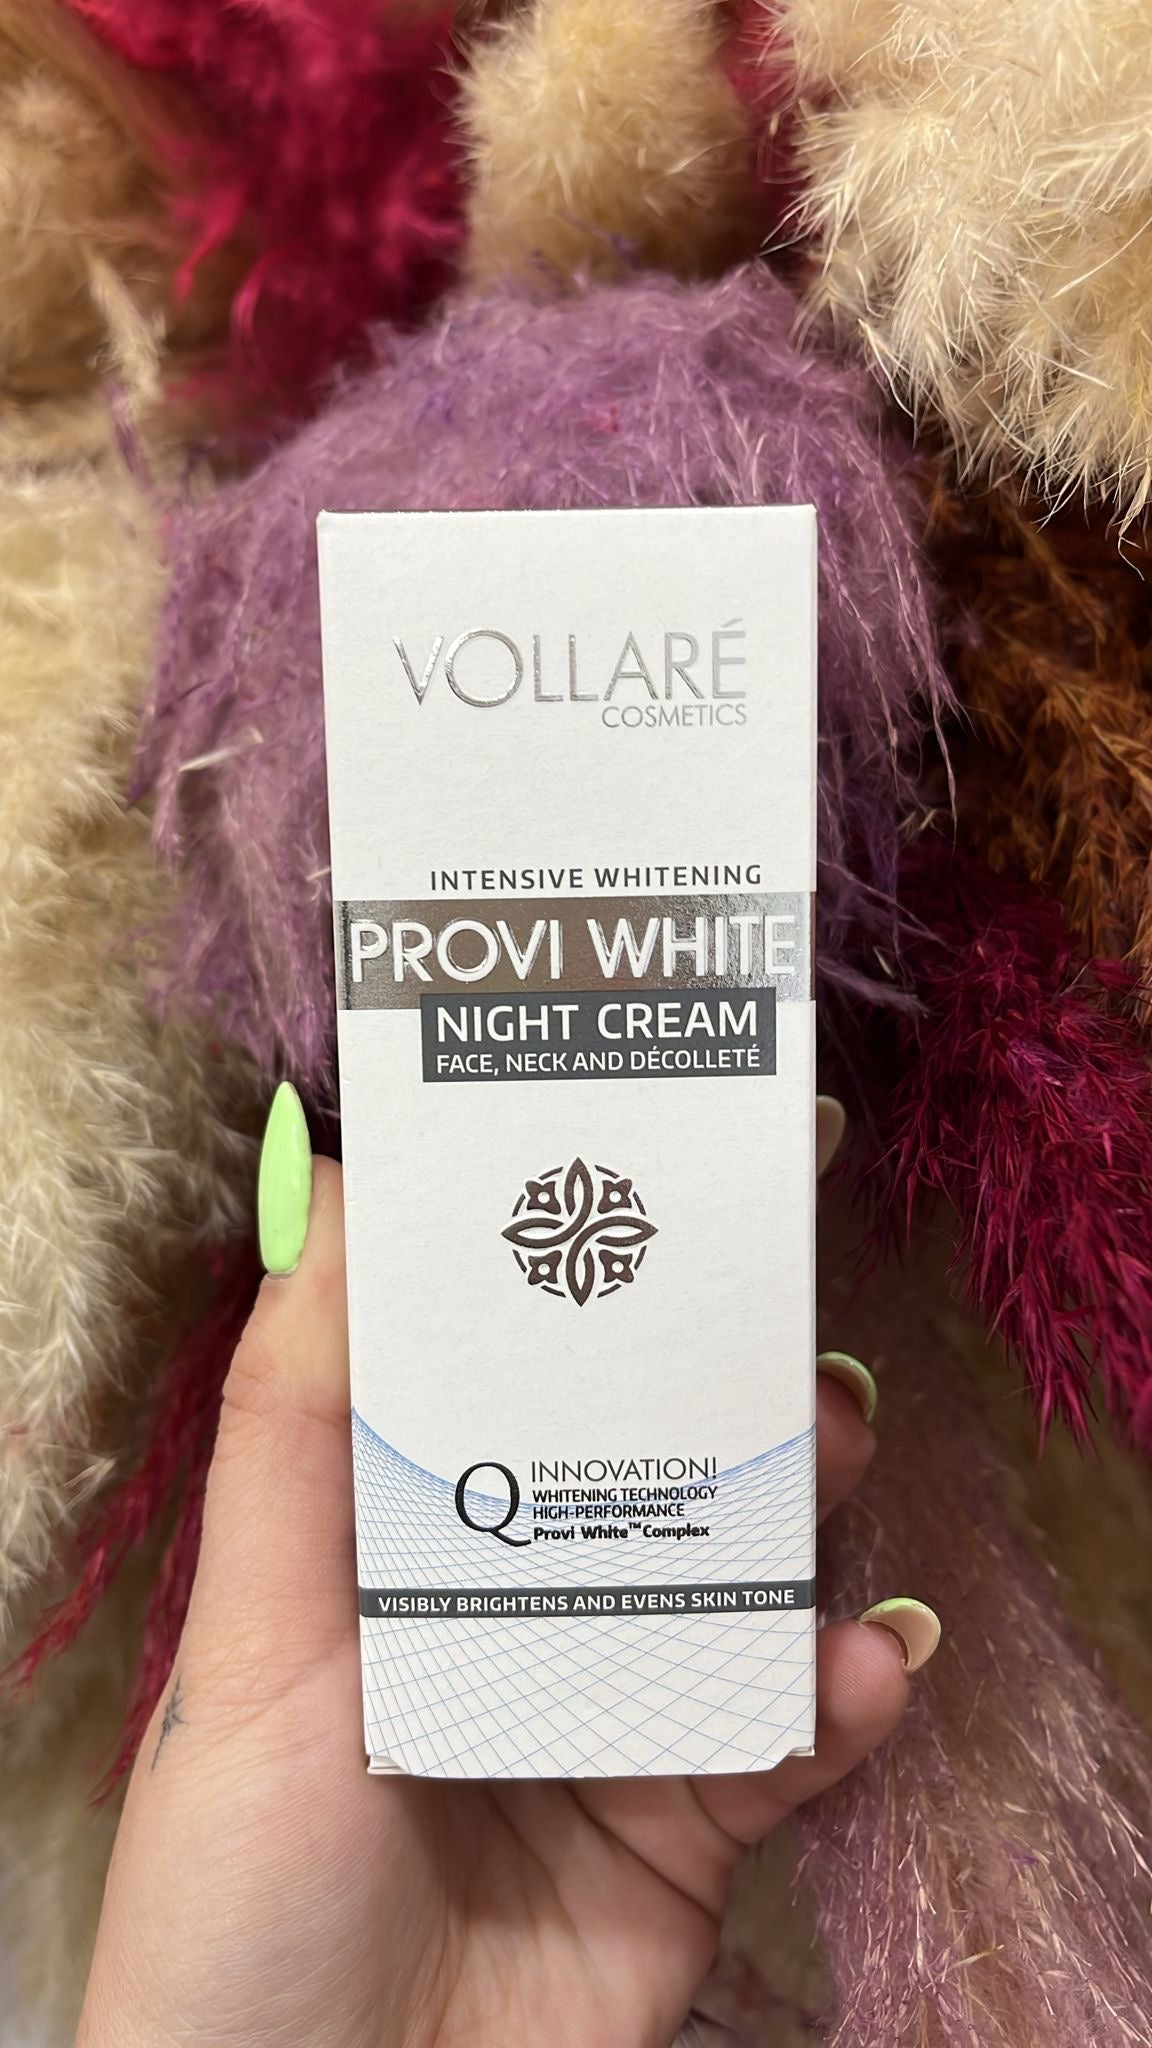 VOLLARÉ
COSMETICS
INTENSIVE WHITENING
PROVI WHITE
NIGHT CREAM
FACE, NECK AND DÉCOLLETÉ
Q INNOVATION!
WHITENING TECHNOLOGY
HIGH-PERFORMANCE
Provi White™ Complex
VISIBLY BRIGHTENS AND EVENS SKIN TONE